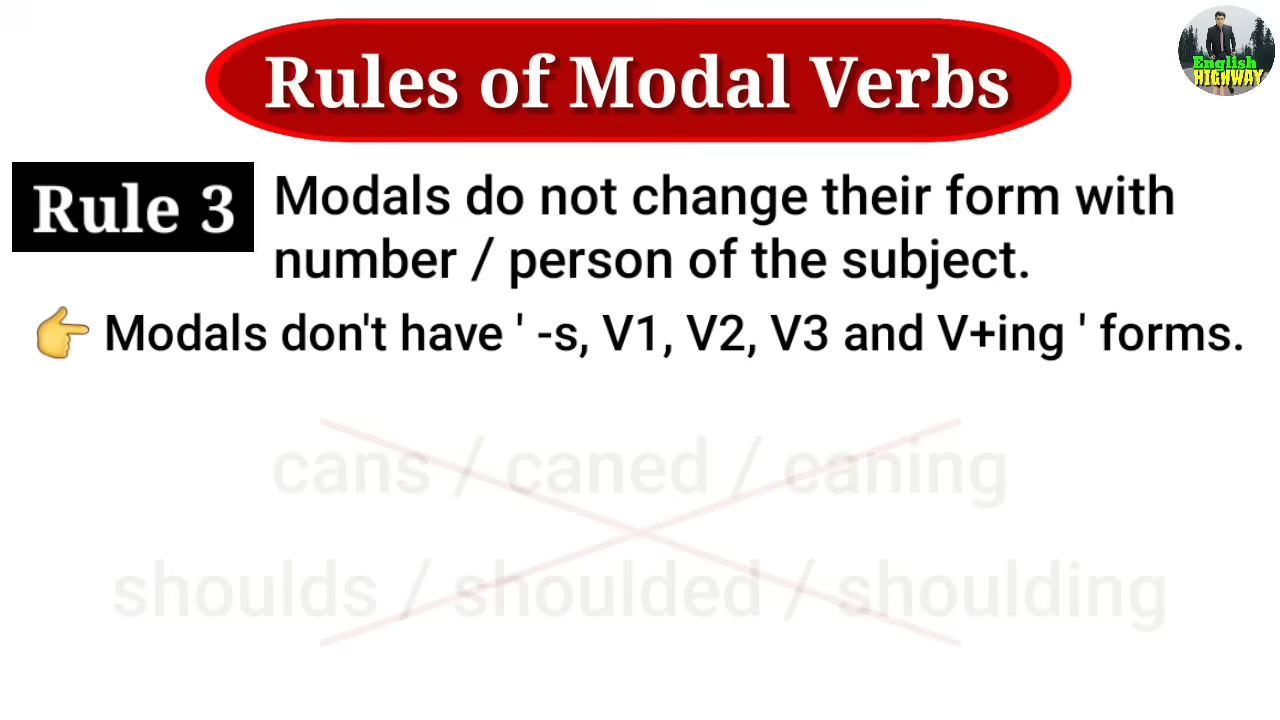 Rules of Modal Verbs
English
HIGHWAY
Rule 3
Modals do not change their form with
number / person of the subject.
👉 Modals don't have ' -s, V1, V2, V3 and V+ing ' forms.
cans / caned / caning
shoulds / shoulded / shoulding